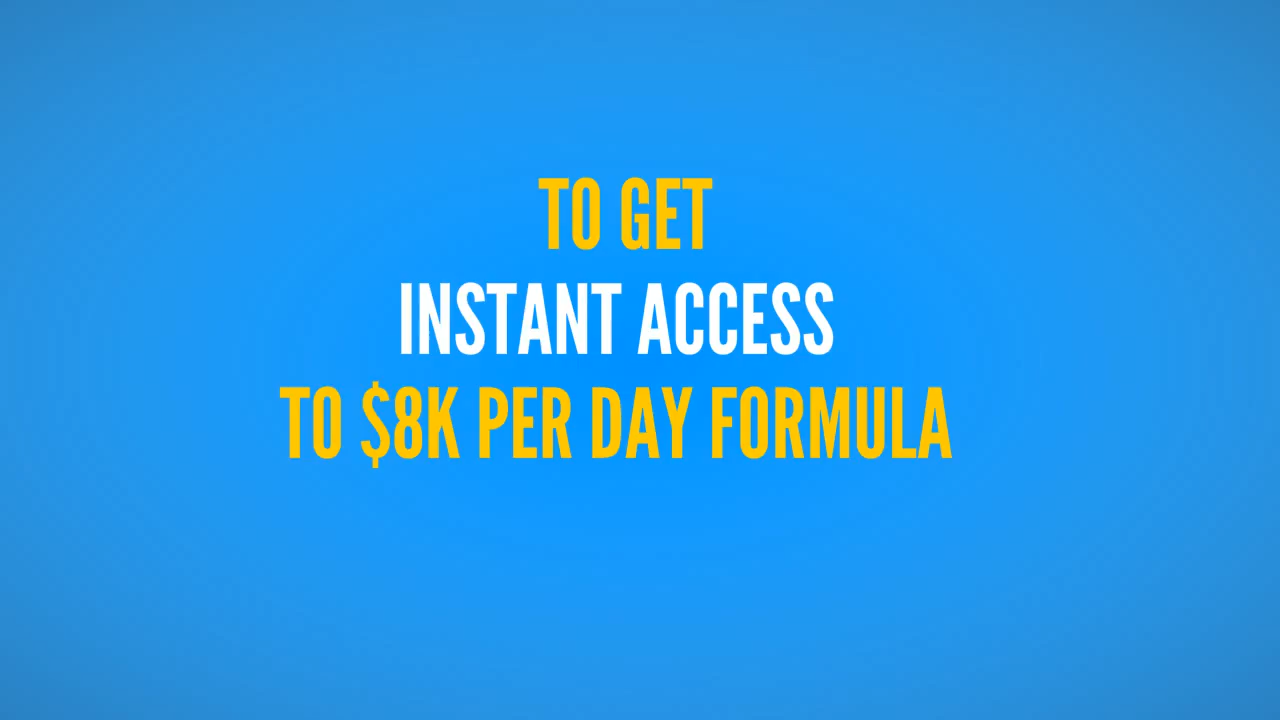 TO GET
INSTANT ACCESS
TO $8K PER DAY FORMULA